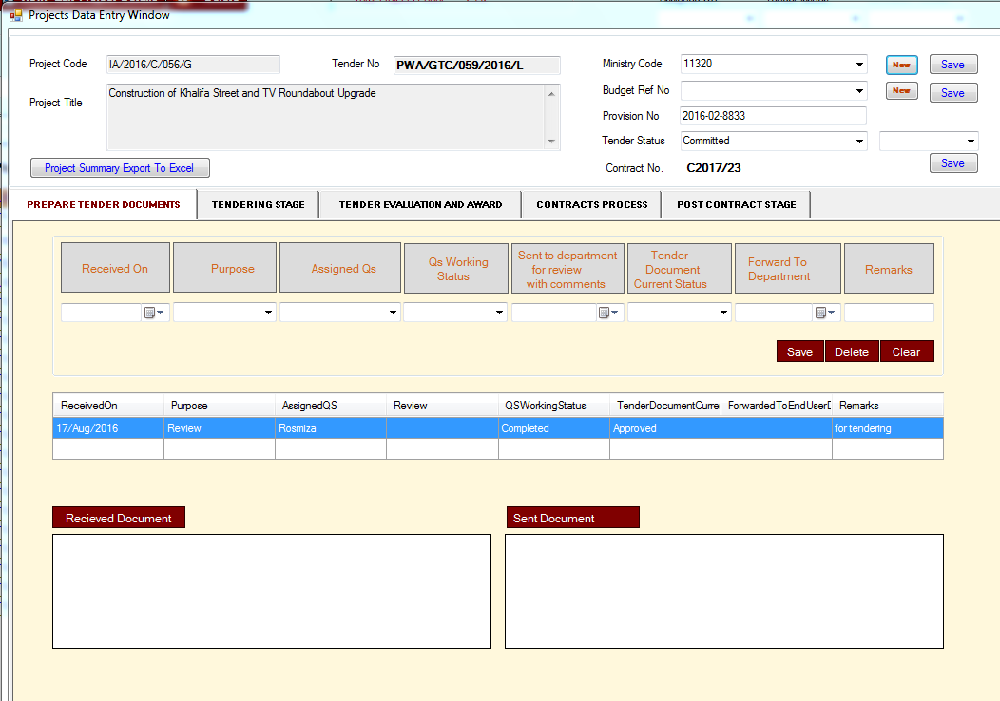 Projects Data Entry Window
Project Code IA/2016/C/056/G Tender No PWA/GTC/059/2016/L Ministry Code 11320 New Save
Project Title Construction of Khalifa Street and TV Roundabout Upgrade Budget Ref No New Save
Provision No 2016-02-8833
Tender Status Committed
Project Summary Export To Excel Contract No. C2017/23 Save
PREPARE TENDER DOCUMENTS TENDERING STAGE TENDER EVALUATION AND AWARD CONTRACTS PROCESS POST CONTRACT STAGE
Received On
Purpose
Assigned Qs
Qs Working
Status
Sent to department
for review
with comments
Tender
Document
Current Status
Forward To
Department
Remarks
Save Delete Clear
ReceivedOn Purpose AssignedQS Review QSWorkingStatus TenderDocumentCurre ForwardedToEndUserD Remarks
17/Aug/2016 Review Rosmiza Completed Approved for tendering
Recieved Document Sent Document